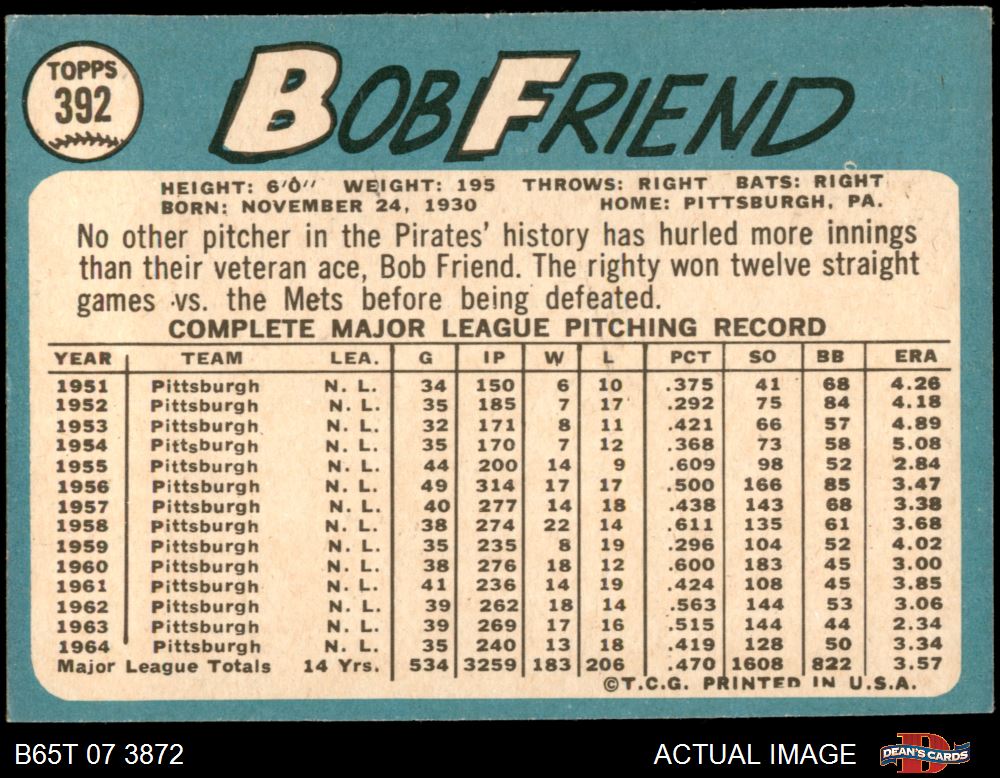 TOPPS
392
BOB FRIEND
HEIGHT: 6'0" WEIGHT: 195 THROWS: RIGHT BATS: RIGHT
BORN: NOVEMBER 24, 1930 HOME: PITTSBURGH, PA.
No other pitcher in the Pirates' history has hurled more innings
than their veteran ace, Bob Friend. The righty won twelve straight
games vs. the Mets before being defeated.
COMPLETE MAJOR LEAGUE PITCHING RECORD
YEAR TEAM LEA. G IP W L PCT SO BB ERA
1951 Pittsburgh N. L. 34 150 6 10 .375 41 68 4.26
1952 Pittsburgh N. L. 35 185 7 17 .292 75 84 4.18
1953 Pittsburgh N. L. 32 171 8 11 .421 66 57 4.89
1954 Pittsburgh N. L. 35 170 7 12 .368 73 58 5.08
1955 Pittsburgh N. L. 44 200 14 9 .609 98 52 2.84
1956 Pittsburgh N. L. 49 314 17 17 .500 166 85 3.47
1957 Pittsburgh N. L. 40 277 14 18 .438 143 68 3.38
1958 Pittsburgh N. L. 38 274 22 14 .611 135 61 3.68
1959 Pittsburgh N. L. 35 235 8 19 .296 104 52 4.02
1960 Pittsburgh N. L. 38 276 18 12 .600 183 45 3.00
1961 Pittsburgh N. L. 41 236 14 19 .424 108 45 3.85
1962 Pittsburgh N. L. 39 262 18 14 .563 144 53 3.06
1963 Pittsburgh N. L. 39 269 17 16 .515 144 44 2.34
1964 Pittsburgh N. L. 35 240 13 18 .419 128 50 3.34
Major League Totals 14 Yrs. 534 3259 183 206 .470 1608 822 3.57
©T.C.G. PRINTED IN U.S.A.
B65T 07 3872 ACTUAL IMAGE DEAN'S CARDS